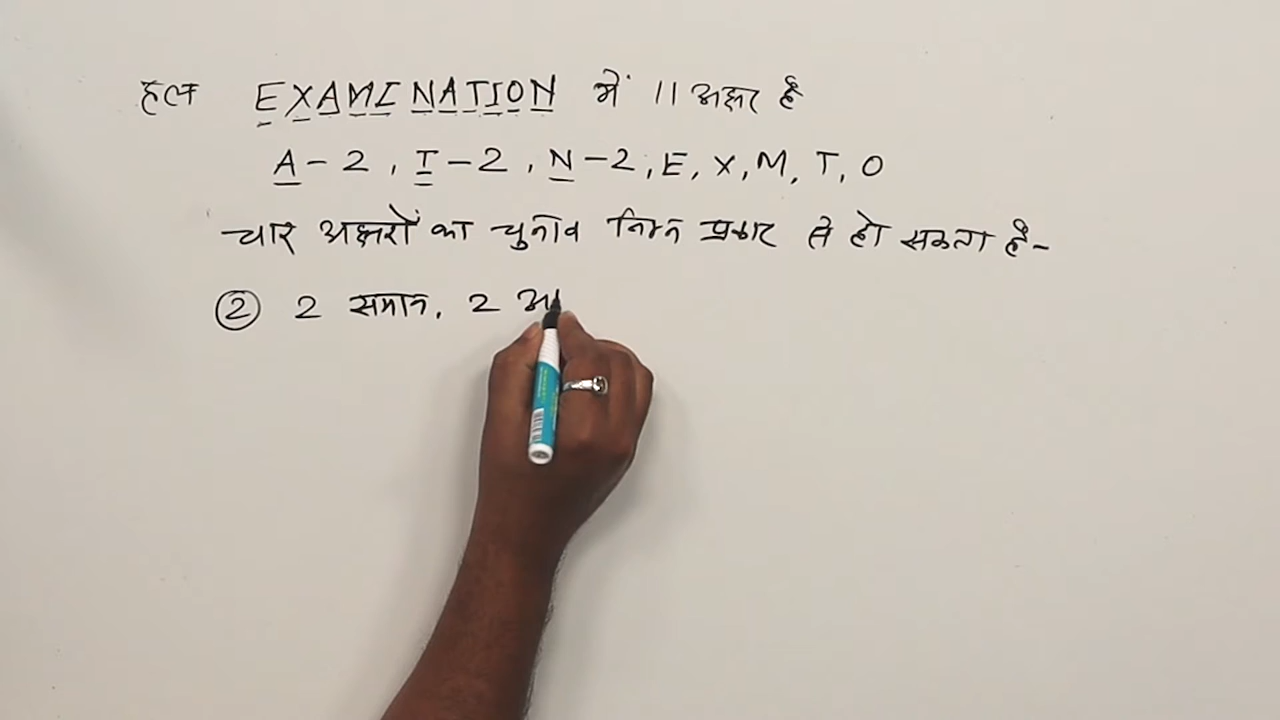 हल EXAMINATION में 11 अक्षर है
A - 2, I - 2, N - 2, E, X, M, T, O
चार अक्षरों का चुनाव निम्न प्रकार से हो सकता है -
② 2 समान, 2 अ